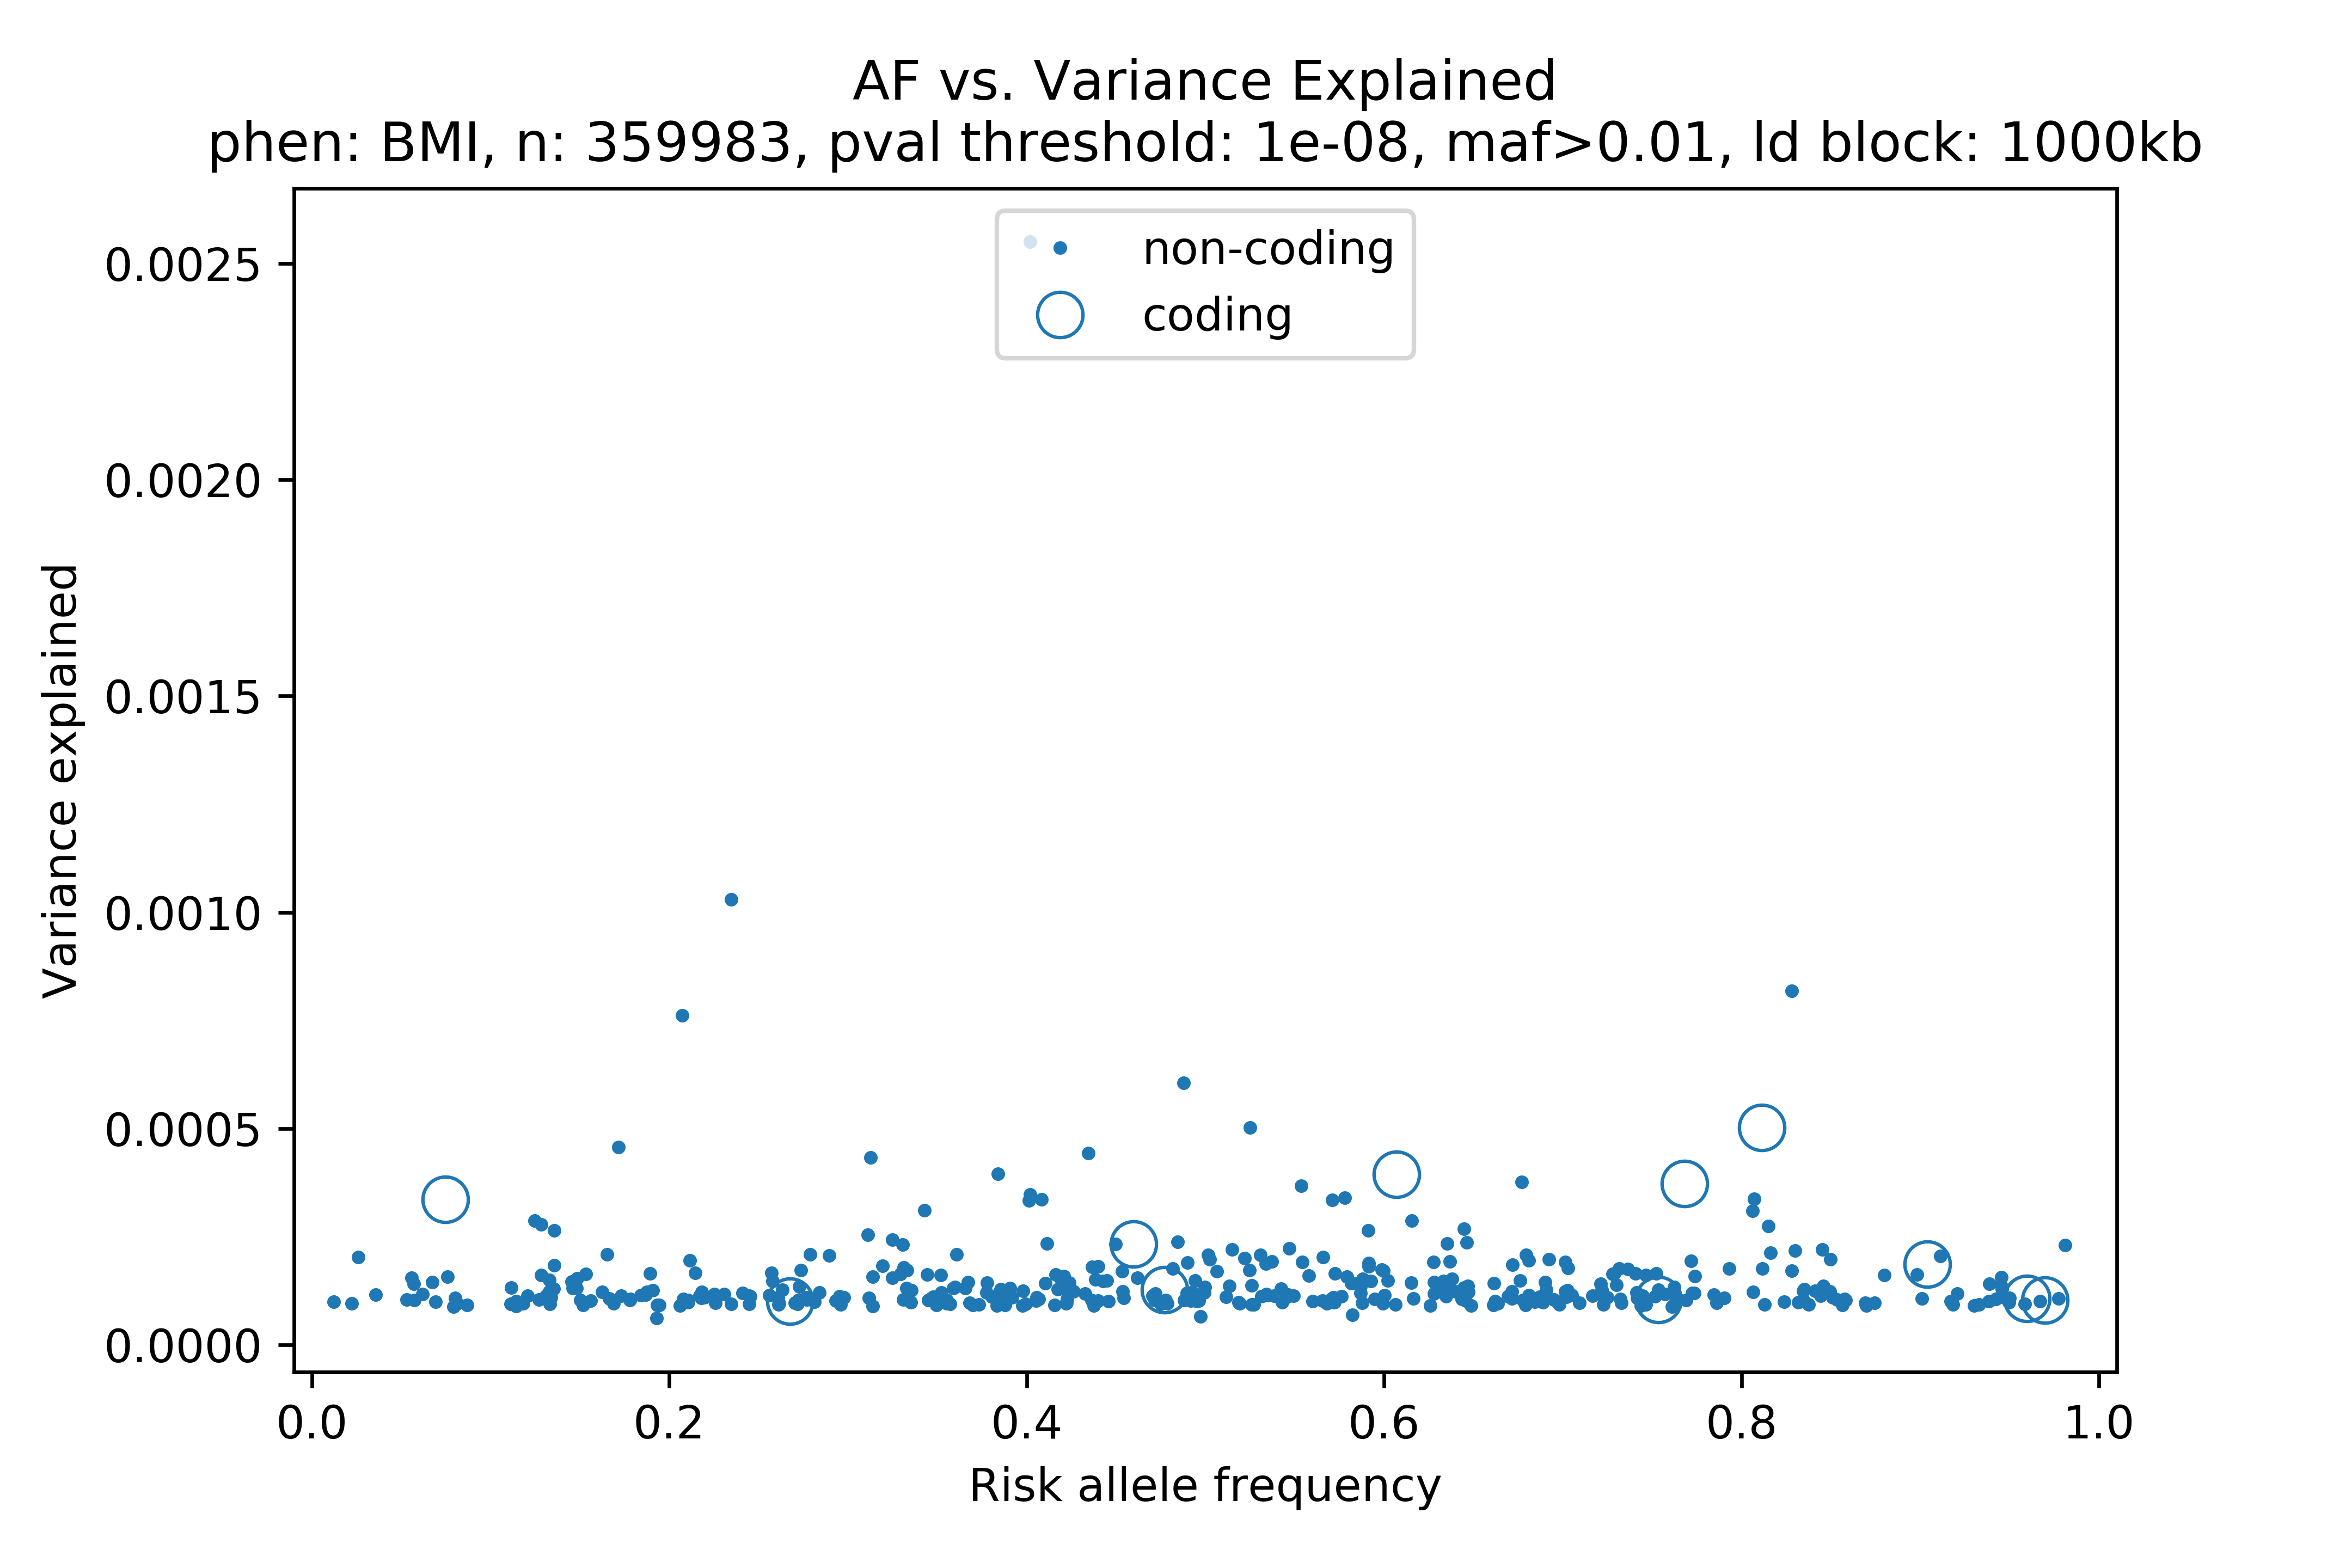 AF vs. Variance Explained
phen: BMI, n: 359983, pval threshold: 1e-08, maf>0.01, ld block: 1000kb
non-coding
coding
0.0025
0.0020
0.0015
0.0010
0.0005
0.0000
Variance explained
0.0 0.2 0.4 0.6 0.8 1.0
Risk allele frequency